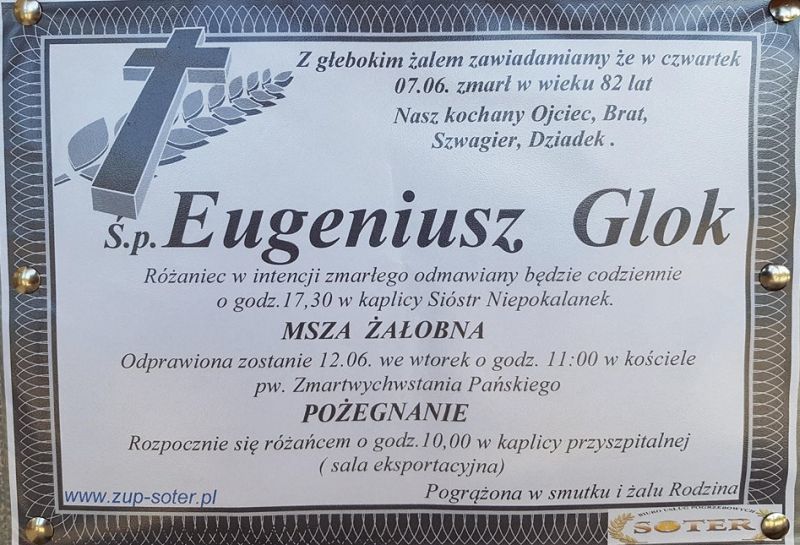 Z głebokim żalem zawiadamiamy że w czwartek
07.06. zmarł w wieku 82 lat
Nasz kochany Ojciec, Brat,
Szwagier, Dziadek .
Ś.p. Eugeniusz Glok
Różaniec w intencji zmarłego odmawiany będzie codziennie
o godz.17,30 w kaplicy Sióstr Niepokalanek.
MSZA ŻAŁOBNA
Odprawiona zostanie 12.06. we wtorek o godz. 11:00 w kościele
pw. Zmartwychwstania Pańskiego
POŻEGNANIE
Rozpocznie się różańcem o godz.10,00 w kaplicy przyszpitalnej
( sala eksportacyjna)
www.zup-soter.pl
Pogrążona w smutku i żalu Rodzina
BIURO USŁUG POGRZEBOWYCH
SOTER